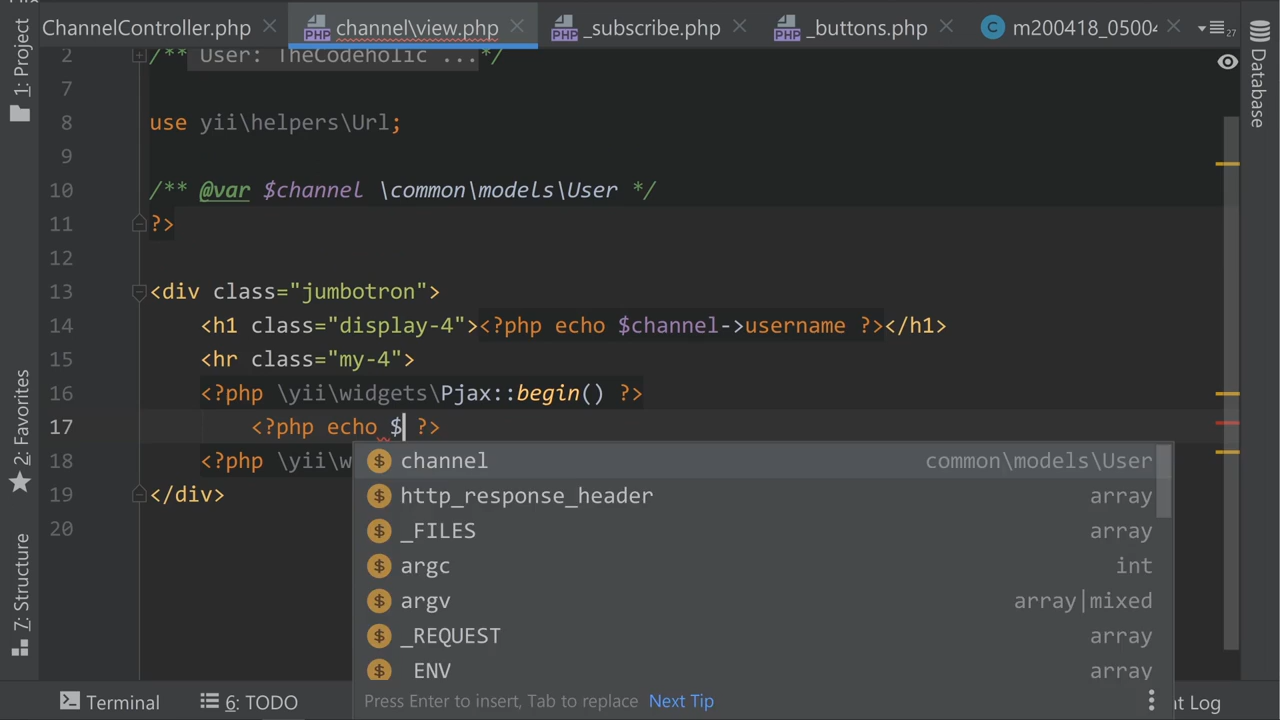 ChannelController.php
channel\view.php
_subscribe.php
_buttons.php
m200418_0500
27
1: Project
2: Favorites
7: Structure
Database
2 /** User: TheCodeholic ...*/
7
8 use yii\helpers\Url;
9
10 /** @var $channel \common\models\User */
11 ?>
12
13 <div class="jumbotron">
14 <h1 class="display-4"><?php echo $channel->username ?></h1>
15 <hr class="my-4">
16 <?php \yii\widgets\Pjax::begin() ?>
17 <?php echo $ ?>
18 <?php \yii\w
19 </div>
20
$ channel common\models\User
$ http_response_header array
$ _FILES array
$ argc int
$ argv array|mixed
$ _REQUEST array
$ _ENV array
Press Enter to insert, Tab to replace Next Tip
Terminal
6: TODO
t Log